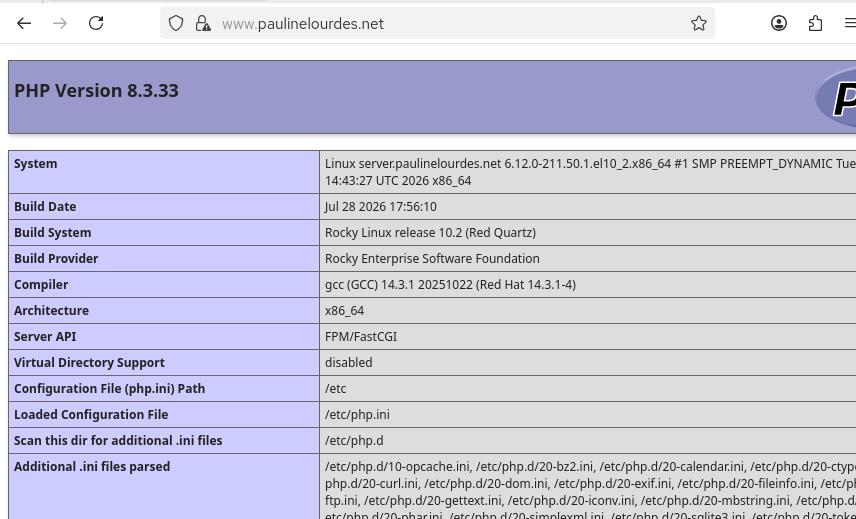 www.paulinelourdes.net
PHP Version 8.3.33
System
Linux server.paulinelourdes.net 6.12.0-211.50.1.el10_2.x86_64 #1 SMP PREEMPT_DYNAMIC Tue
14:43:27 UTC 2026 x86_64
Build Date
Jul 28 2026 17:56:10
Build System
Rocky Linux release 10.2 (Red Quartz)
Build Provider
Rocky Enterprise Software Foundation
Compiler
gcc (GCC) 14.3.1 20251022 (Red Hat 14.3.1-4)
Architecture
x86_64
Server API
FPM/FastCGI
Virtual Directory Support
disabled
Configuration File (php.ini) Path
/etc
Loaded Configuration File
/etc/php.ini
Scan this dir for additional .ini files
/etc/php.d
Additional .ini files parsed
/etc/php.d/10-opcache.ini, /etc/php.d/20-bz2.ini, /etc/php.d/20-calendar.ini, /etc/php.d/20-ctype
php.d/20-curl.ini, /etc/php.d/20-dom.ini, /etc/php.d/20-exif.ini, /etc/php.d/20-fileinfo.ini, /etc/ph
ftp.ini, /etc/php.d/20-gettext.ini, /etc/php.d/20-iconv.ini, /etc/php.d/20-mbstring.ini, /etc/php.d/
etc/php.d/20-phar.ini, /etc/php.d/20-simplexml.ini, /etc/php.d/20-sqlite3.ini, /etc/php.d/20-toke